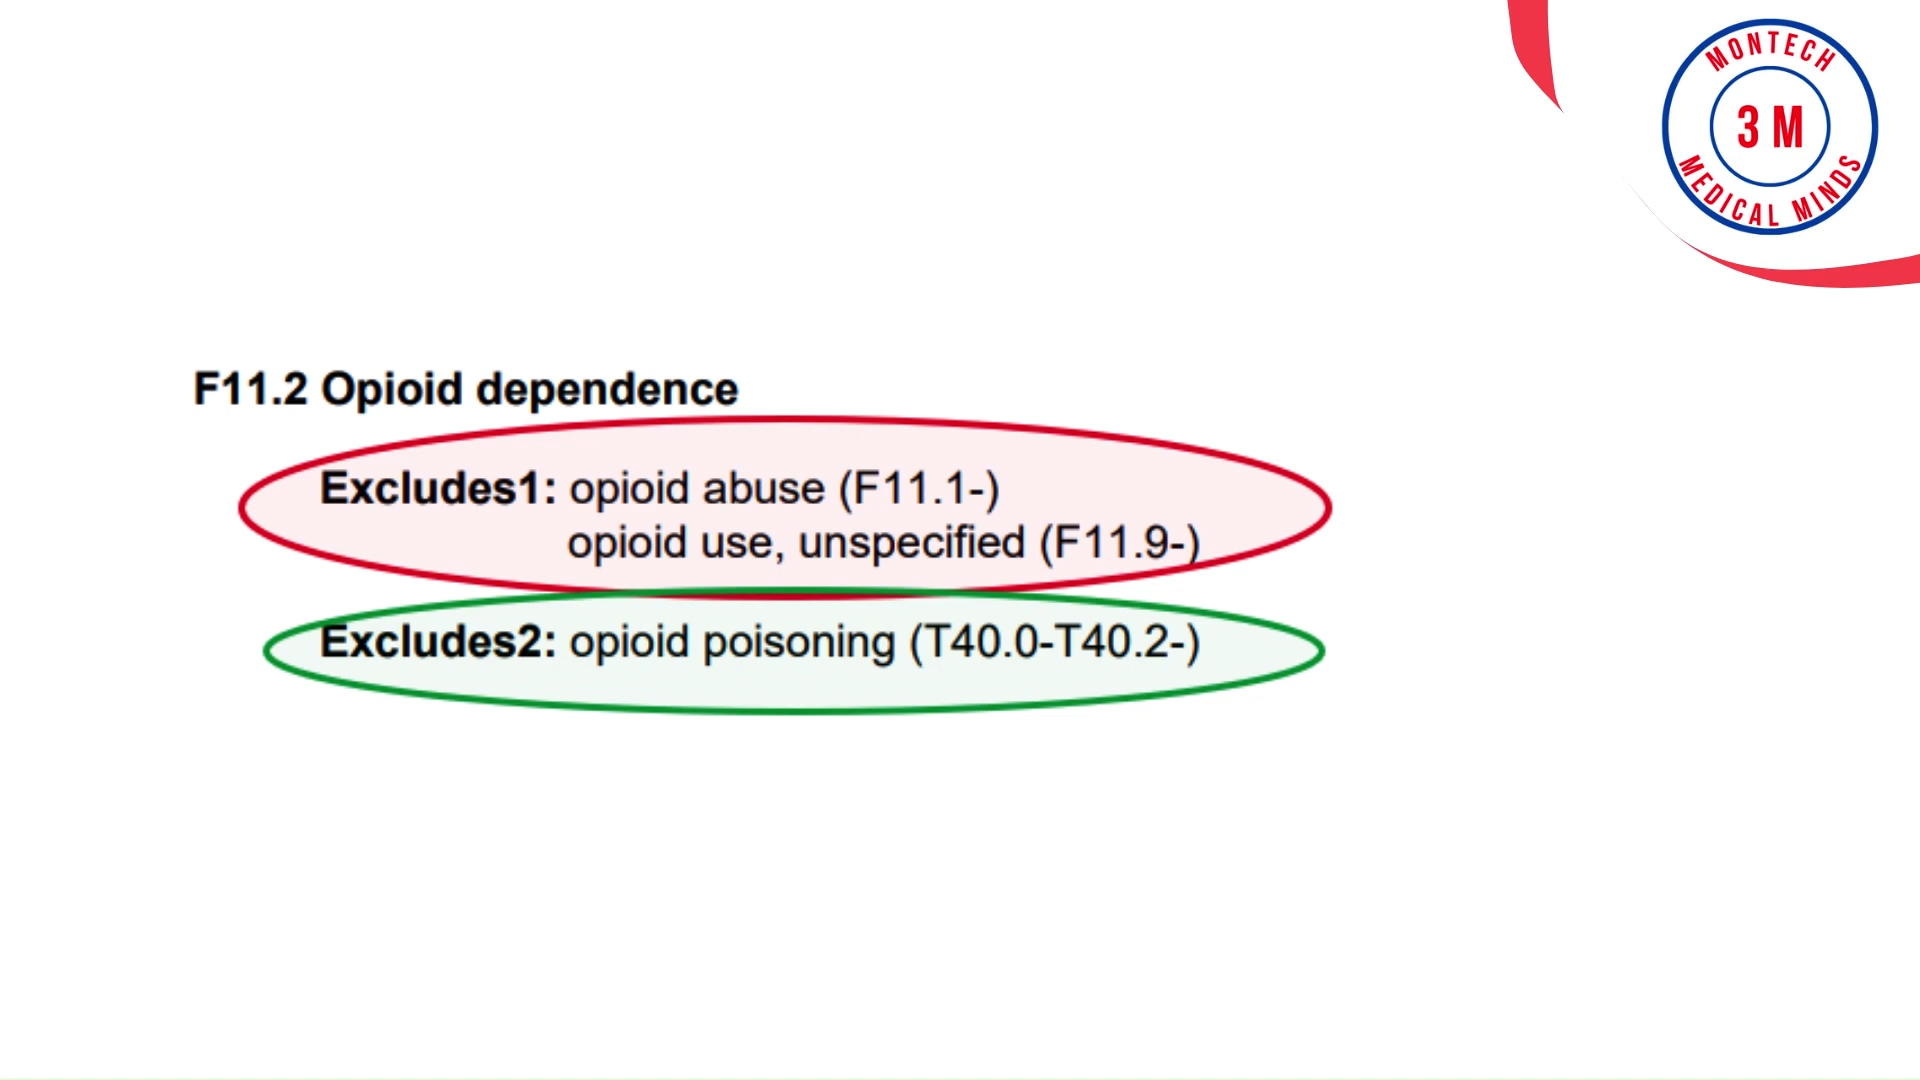 MONTECH
3 M
MEDICAL MINDS
F11.2 Opioid dependence
Excludes1: opioid abuse (F11.1-)
opioid use, unspecified (F11.9-)
Excludes2: opioid poisoning (T40.0-T40.2-)